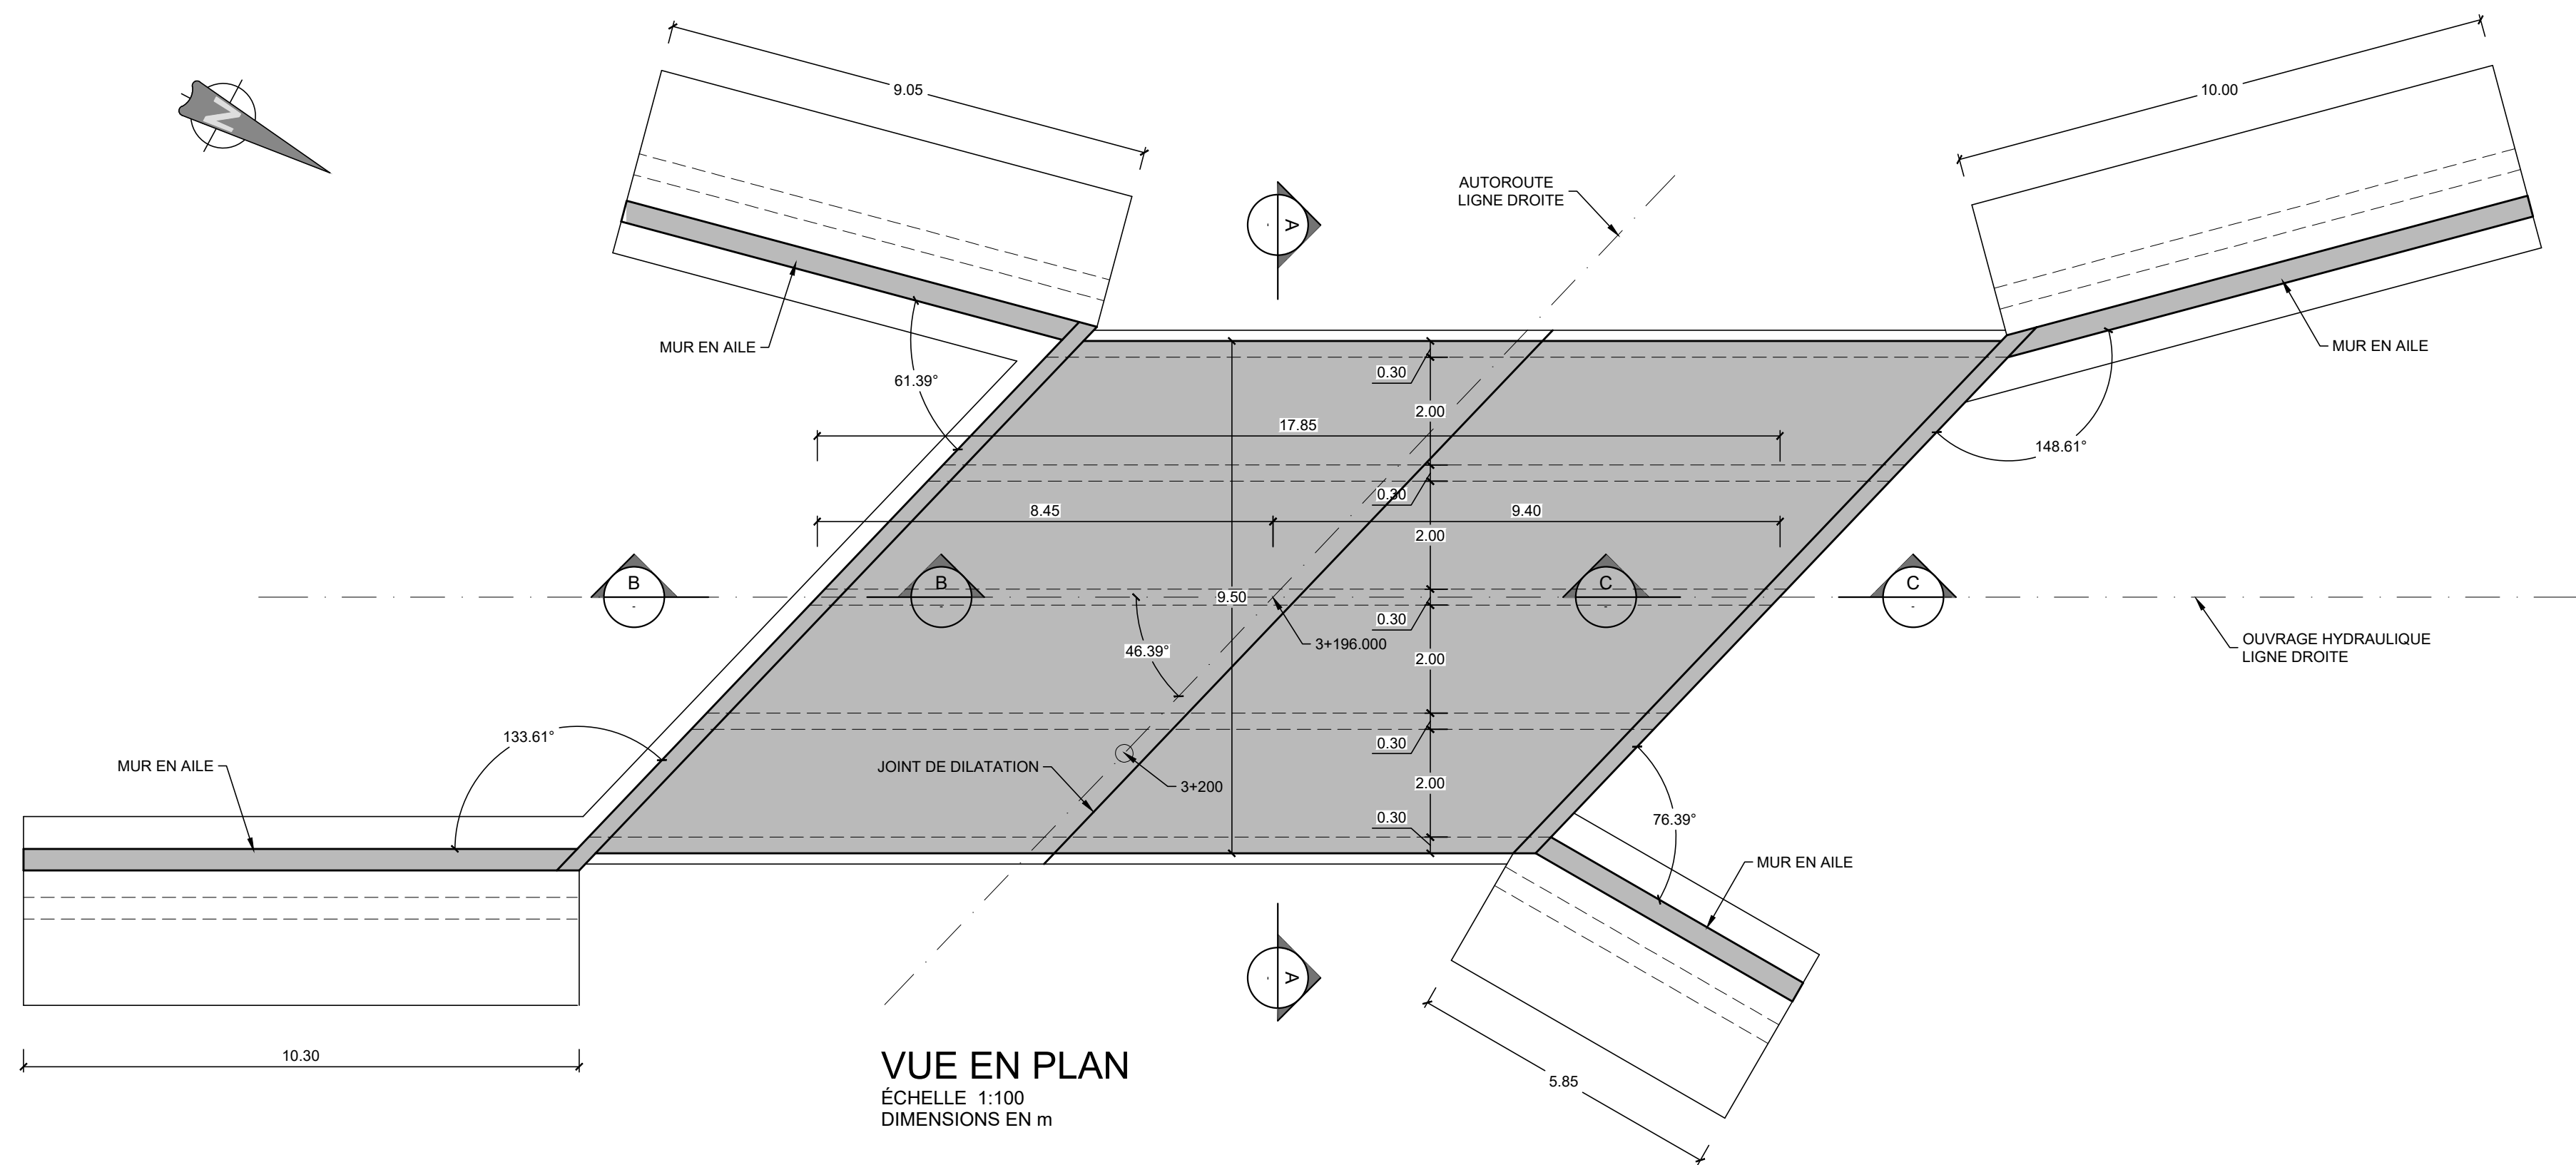 9.05
10.00
N
AUTOROUTE
LIGNE DROITE
A
MUR EN AILE
MUR EN AILE
61.39°
0.30
2.00
17.85
148.61°
0.30
8.45
9.40
2.00
B
B
C
C
9.50
0.30
3+196.000
46.39°
2.00
OUVRAGE HYDRAULIQUE
LIGNE DROITE
133.61°
0.30
MUR EN AILE
JOINT DE DILATATION
3+200
2.00
0.30
76.39°
MUR EN AILE
A
10.30
VUE EN PLAN
ÉCHELLE 1:100
DIMENSIONS EN m
5.85